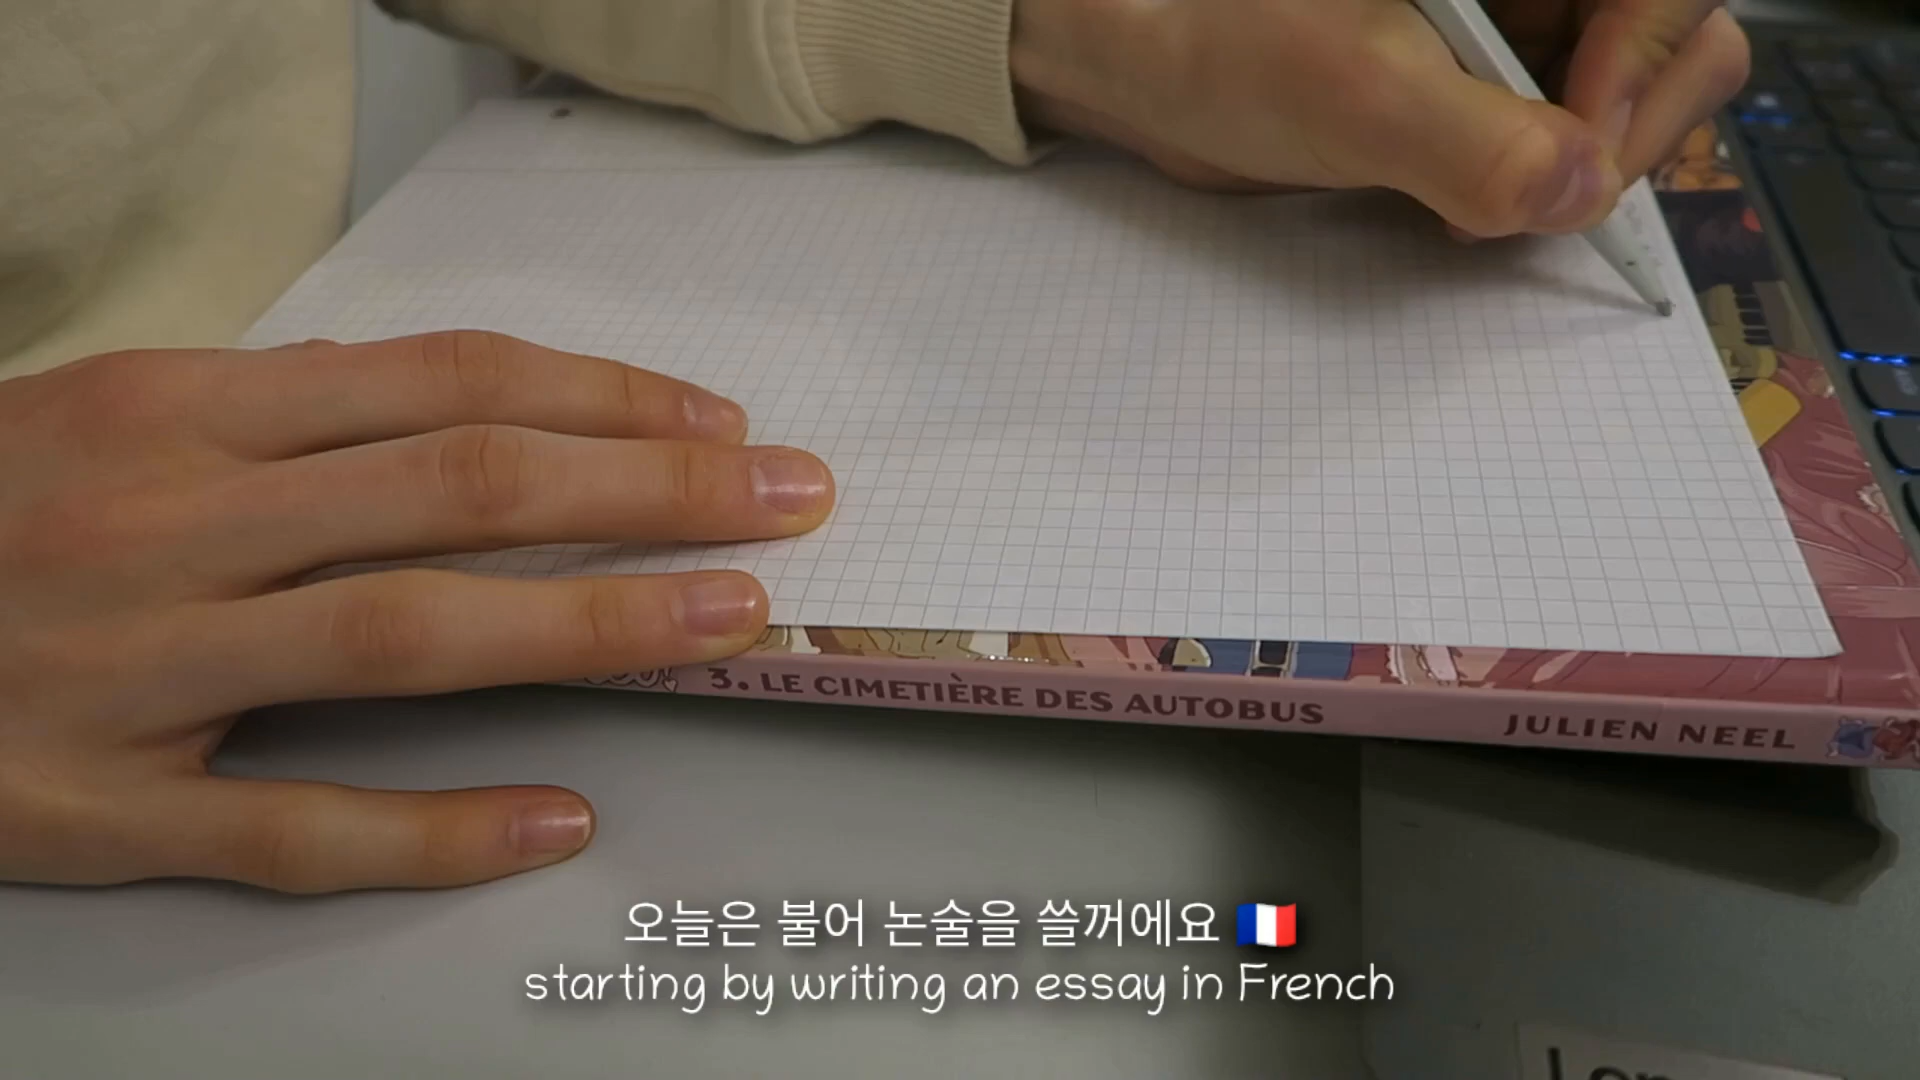 3. LE CIMETIÈRE DES AUTOBUS JULIEN NEEL
오늘은 불어 논술을 쓸꺼에요 🇫🇷
starting by writing an essay in French